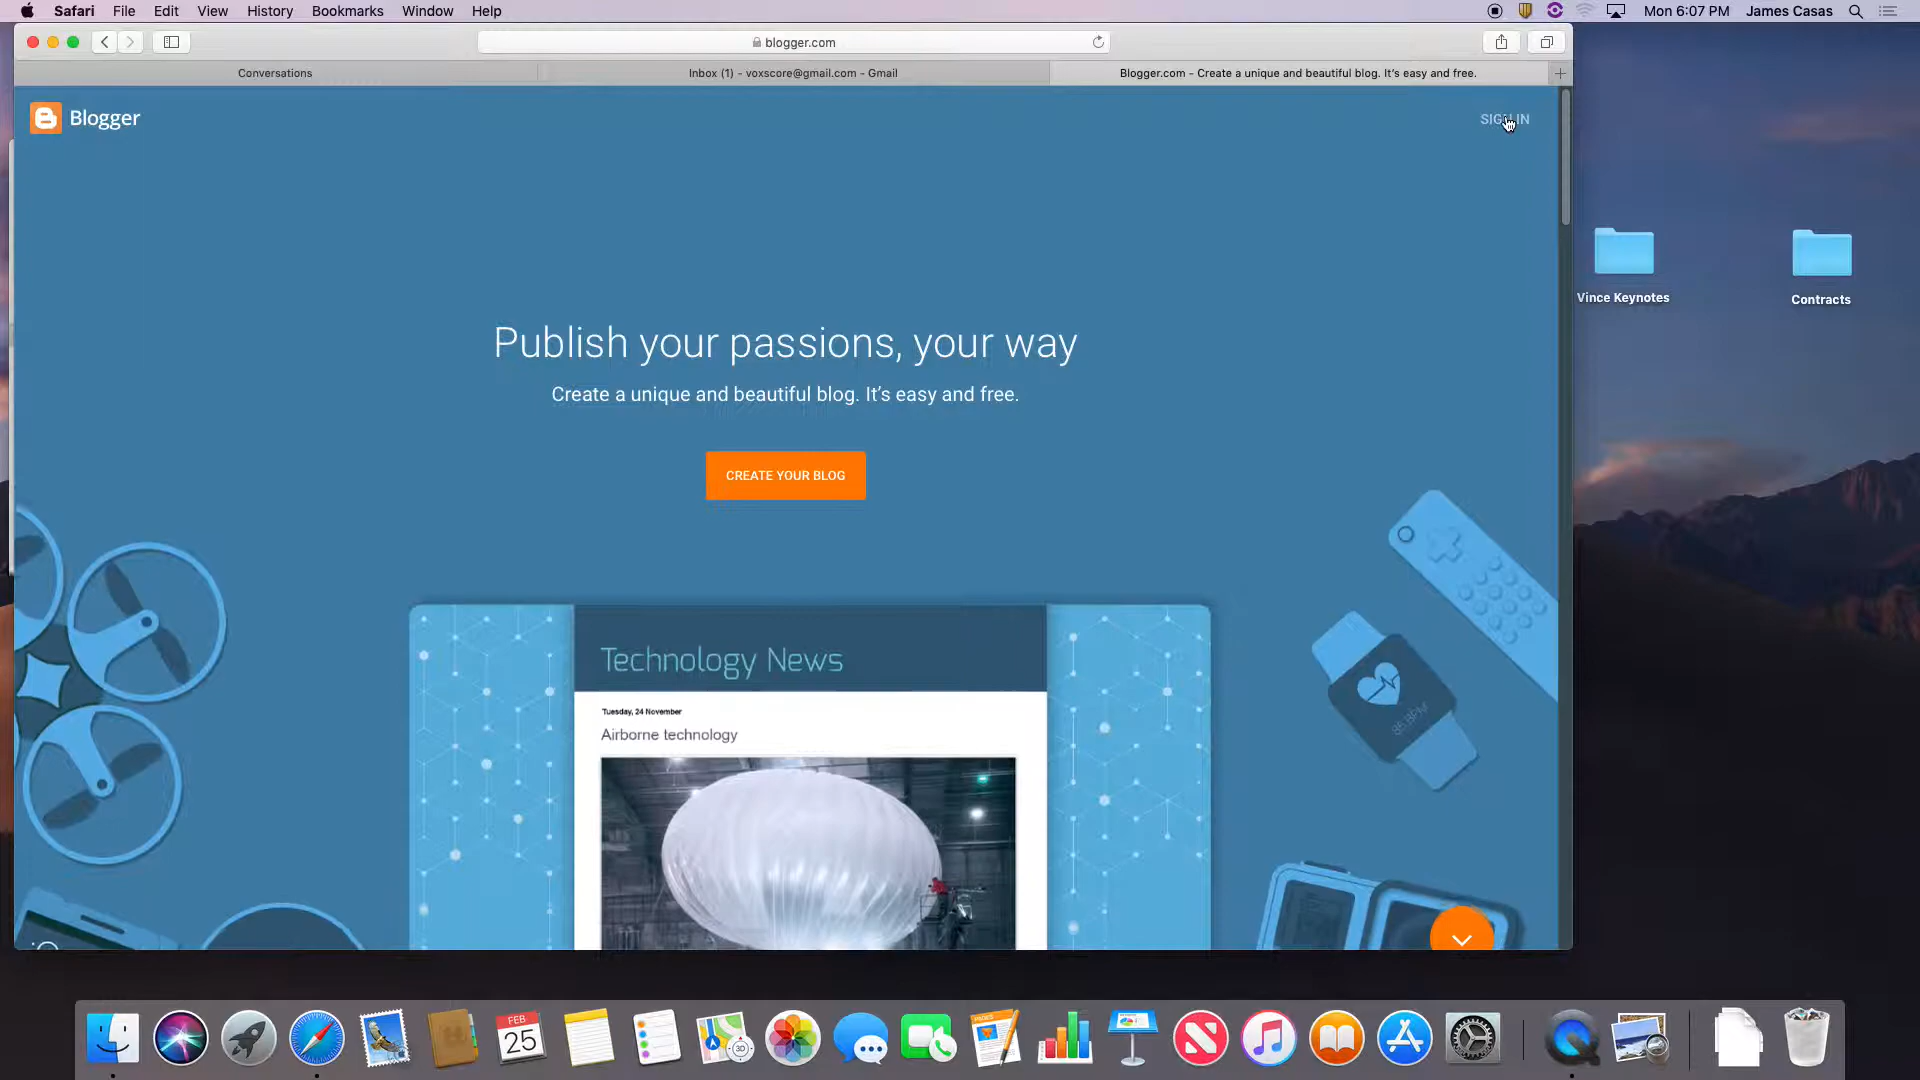 Safari File Edit View History Bookmarks Window Help
Mon 6:07 PM James Casas
blogger.com
Conversations
Inbox (1) - voxscore@gmail.com - Gmail
Blogger.com - Create a unique and beautiful blog. It's easy and free.
Blogger
SIGN IN
Publish your passions, your way
Create a unique and beautiful blog. It's easy and free.
CREATE YOUR BLOG
Vince Keynotes
Contracts
Technology News
Tuesday, 24 November
Airborne technology
FEB
25